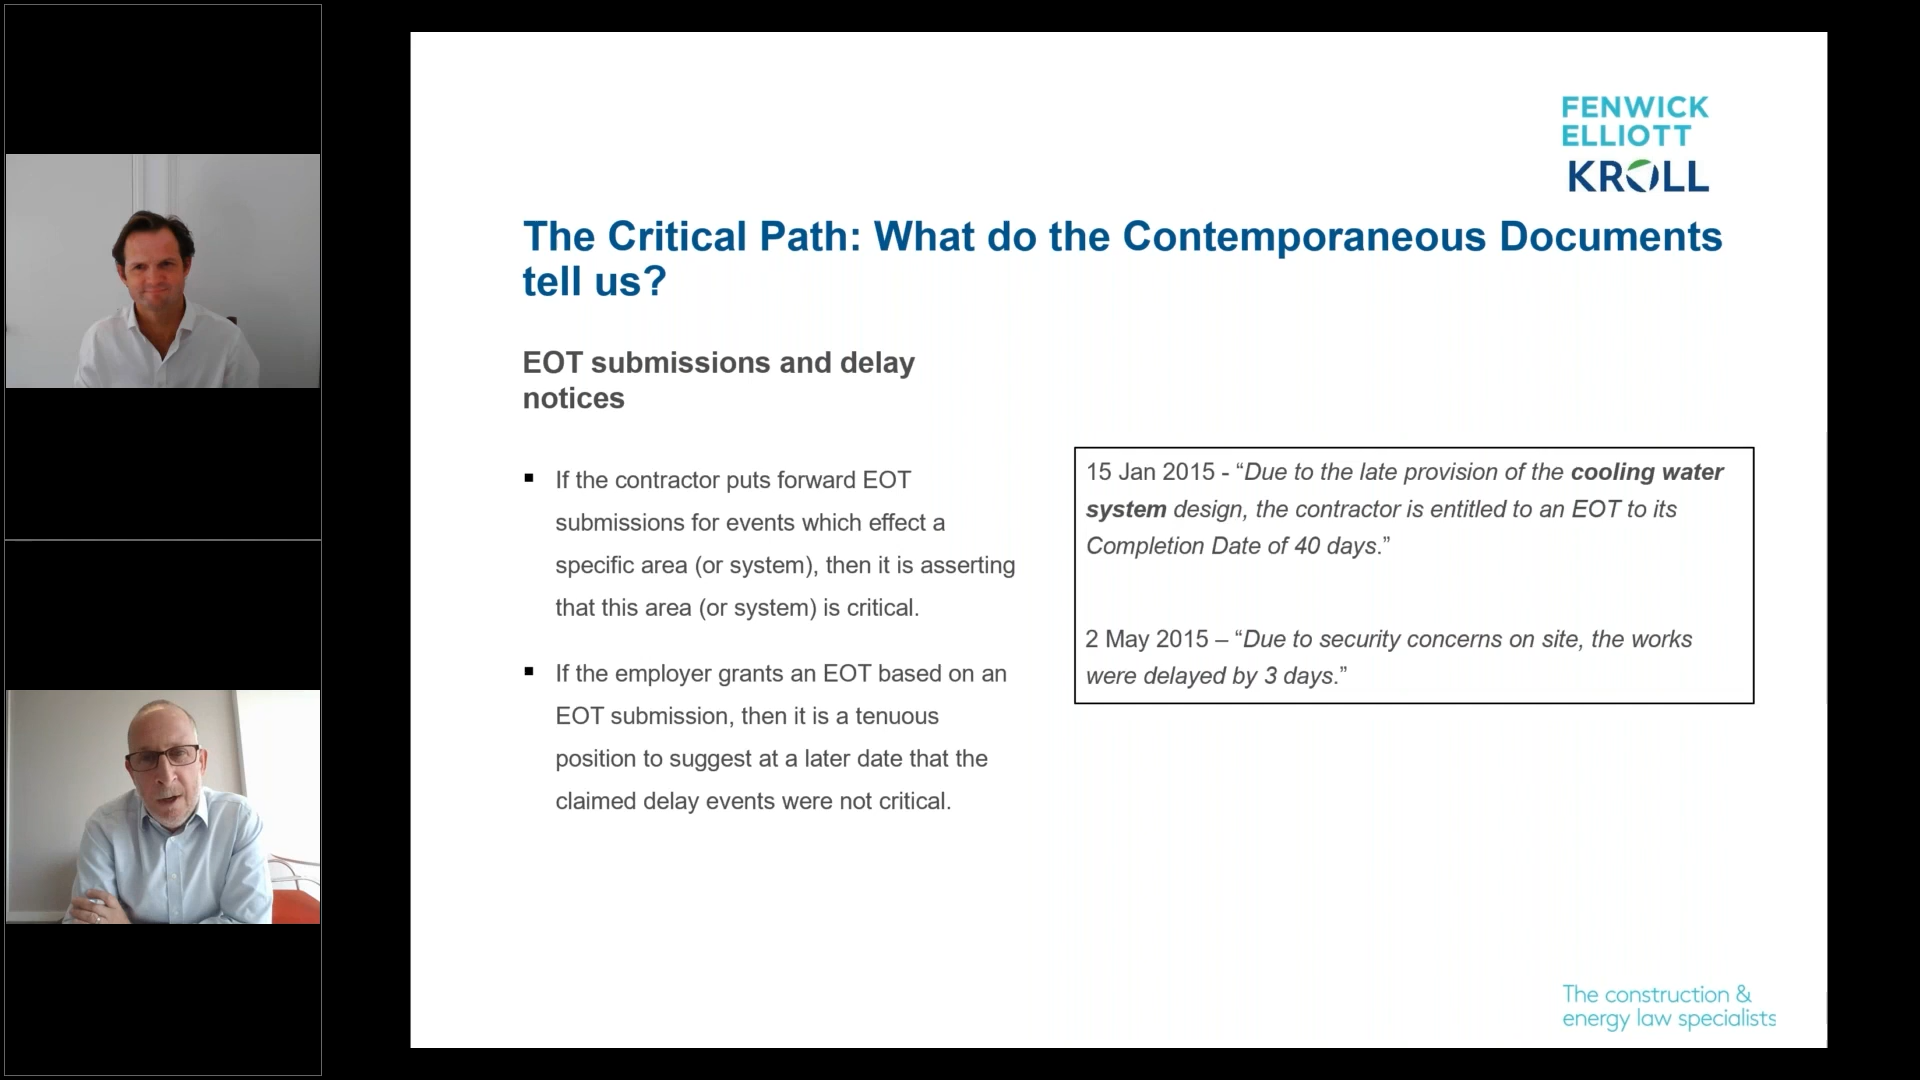 FENWICK
ELLIOTT
KROLL
The Critical Path: What do the Contemporaneous Documents
tell us?
EOT submissions and delay
notices
▪ If the contractor puts forward EOT
submissions for events which effect a
specific area (or system), then it is asserting
that this area (or system) is critical.
▪ If the employer grants an EOT based on an
EOT submission, then it is a tenuous
position to suggest at a later date that the
claimed delay events were not critical.
15 Jan 2015 - “Due to the late provision of the cooling water
system design, the contractor is entitled to an EOT to its
Completion Date of 40 days.”
2 May 2015 – “Due to security concerns on site, the works
were delayed by 3 days.”
The construction &
energy law specialists